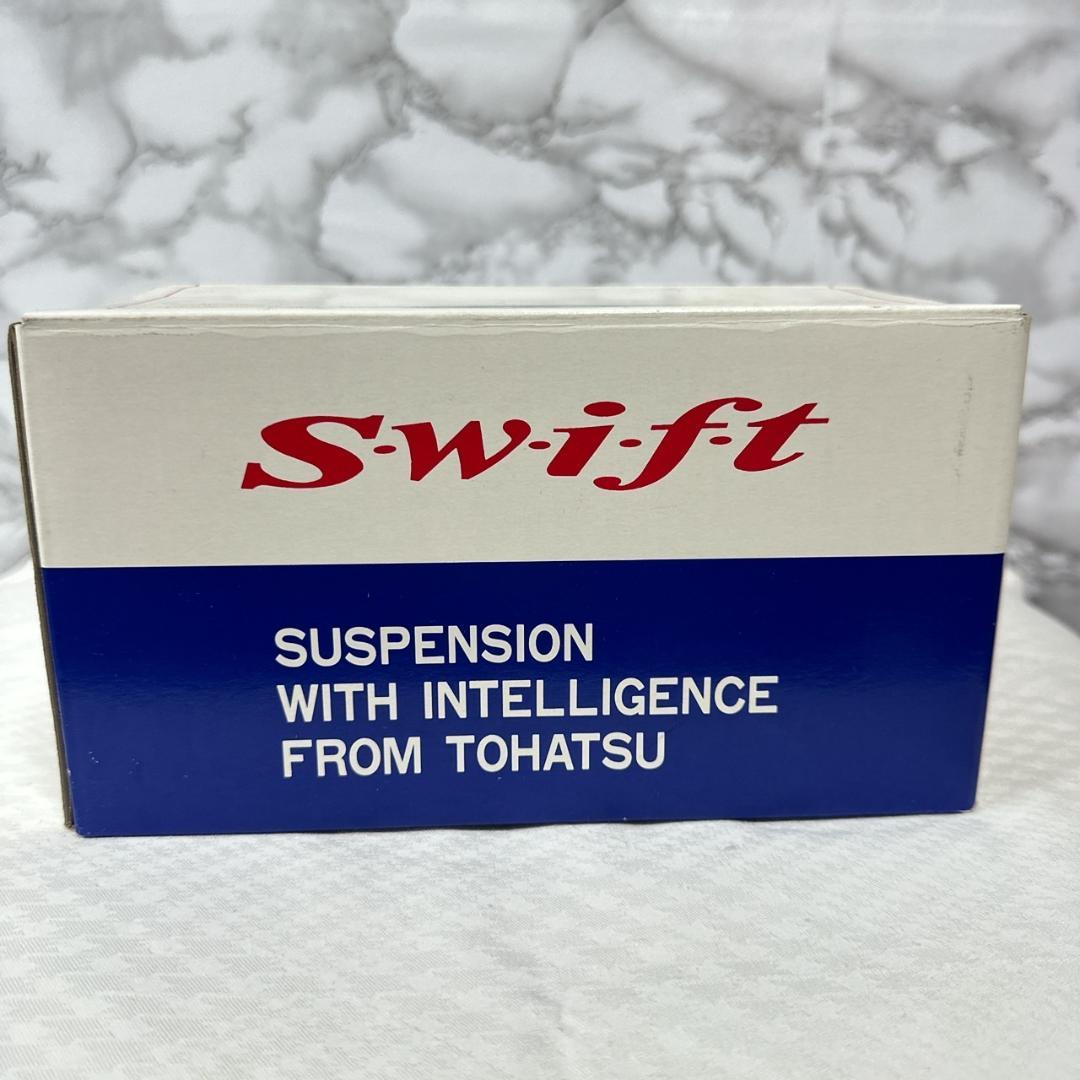 S·w·i·f·t
SUSPENSION
WITH INTELLIGENCE
FROM TOHATSU